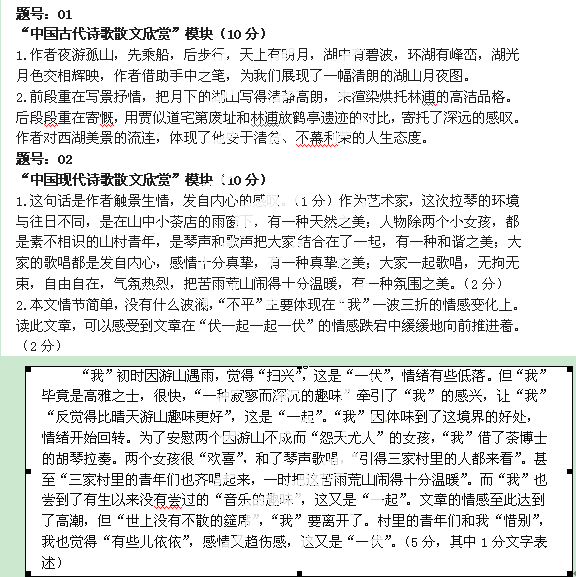 题号：01
“中国古代诗歌散文欣赏”模块（10 分）
1.作者夜游孤山，先乘船，后步行，天上有明月，湖中有碧波，环湖有峰峦，湖光
月色交相辉映，作者借助手中之笔，为我们展现了一幅清朗的湖山月夜图。
2.前段重在写景抒情，把月下的湖山写得清静高朗，来渲染烘托林逋的高洁品格。
后段段重在寄慨，用贾似道宅第废址和林逋放鹤亭遗迹的对比，寄托了深远的感叹。
作者对西湖美景的流连，体现了他安于清贫、不慕利荣的人生态度。
题号：02
“中国现代诗歌散文欣赏”模块（10 分）
1.这句话是作者触景生情，发自内心的感叹。（1 分）作为艺术家，这次拉琴的环境
与往日不同，是在山中小茶店的雨窗下，有一种天然之美；人物除两个小女孩，都
是素不相识的山村青年，是琴声和歌声把大家结合在了一起，有一种和谐之美；大
家的歌唱都是发自内心，感情十分真挚，有一种真挚之美；大家一起歌唱，无拘无
束，自由自在，气氛热烈，把苦雨荒山闹得十分温暖，有一种氛围之美。（2 分）
2.本文情节简单，没有什么波澜，“不平”主要体现在“我”一波三折的情感变化上。
读此文章，可以感受到文章在“伏一起一起一伏”的情感跌宕中缓缓地向前推进着。
（2 分）
“我”初时因游山遇雨，觉得“扫兴”，这是“一伏”，情绪有些低落。但“我”
毕竟是高雅之士，很快，“一种寂寥而深沉的趣味”牵引了“我”的感兴，让“我”
“反觉得比晴天游山趣味更好”，这是“一起”。“我”因体味到了这境界的好处，
情绪开始回转。为了安慰两个因游山不成而“怨天尤人”的女孩，“我”借了茶博士
的胡琴拉奏。两个女孩很“欢喜”，和了琴声歌唱，“引得三家村里的人都来看”。甚
至“三家村里的青年们也齐唱起来，一时把这苦雨荒山闹得十分温暖”。而“我”也
尝到了有生以来没有尝过的“音乐的趣味”，这又是“一起”。文章的情感至此达到
了高潮，但“世上没有不散的筵席”，“我”要离开了。村里的青年们和我“惜别”，
我也觉得“有些儿依依”，感情又趋伤感，这又是“一伏”。（5 分，其中 1 分文字表
述）